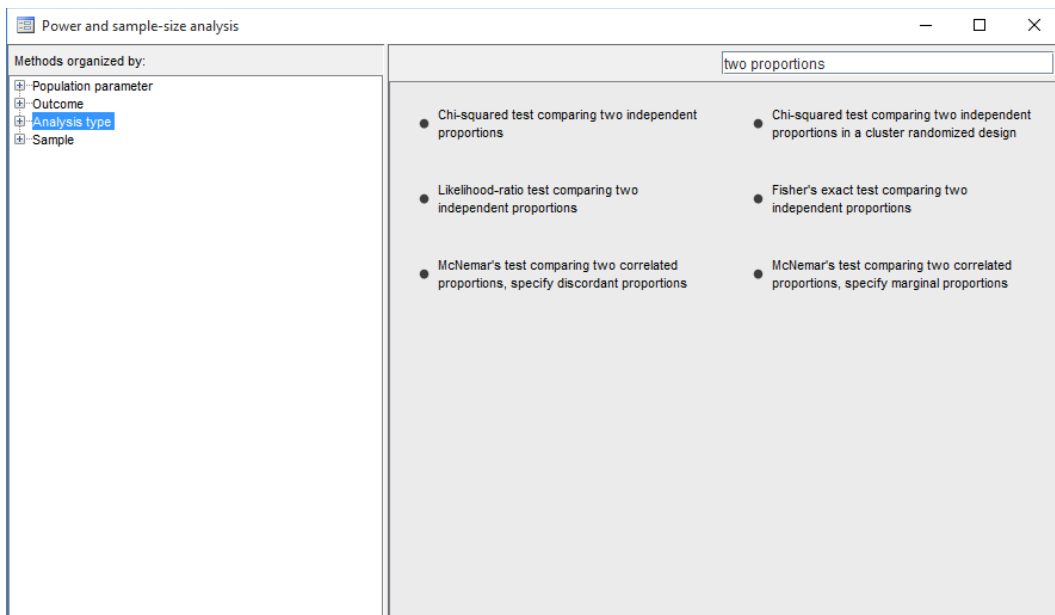 Power and sample-size analysis
Methods organized by:
two proportions
Population parameter
Outcome
Analysis type
Sample
Chi-squared test comparing two independent
proportions
Chi-squared test comparing two independent
proportions in a cluster randomized design
Likelihood-ratio test comparing two
independent proportions
Fisher's exact test comparing two
independent proportions
McNemar's test comparing two correlated
proportions, specify discordant proportions
McNemar's test comparing two correlated
proportions, specify marginal proportions